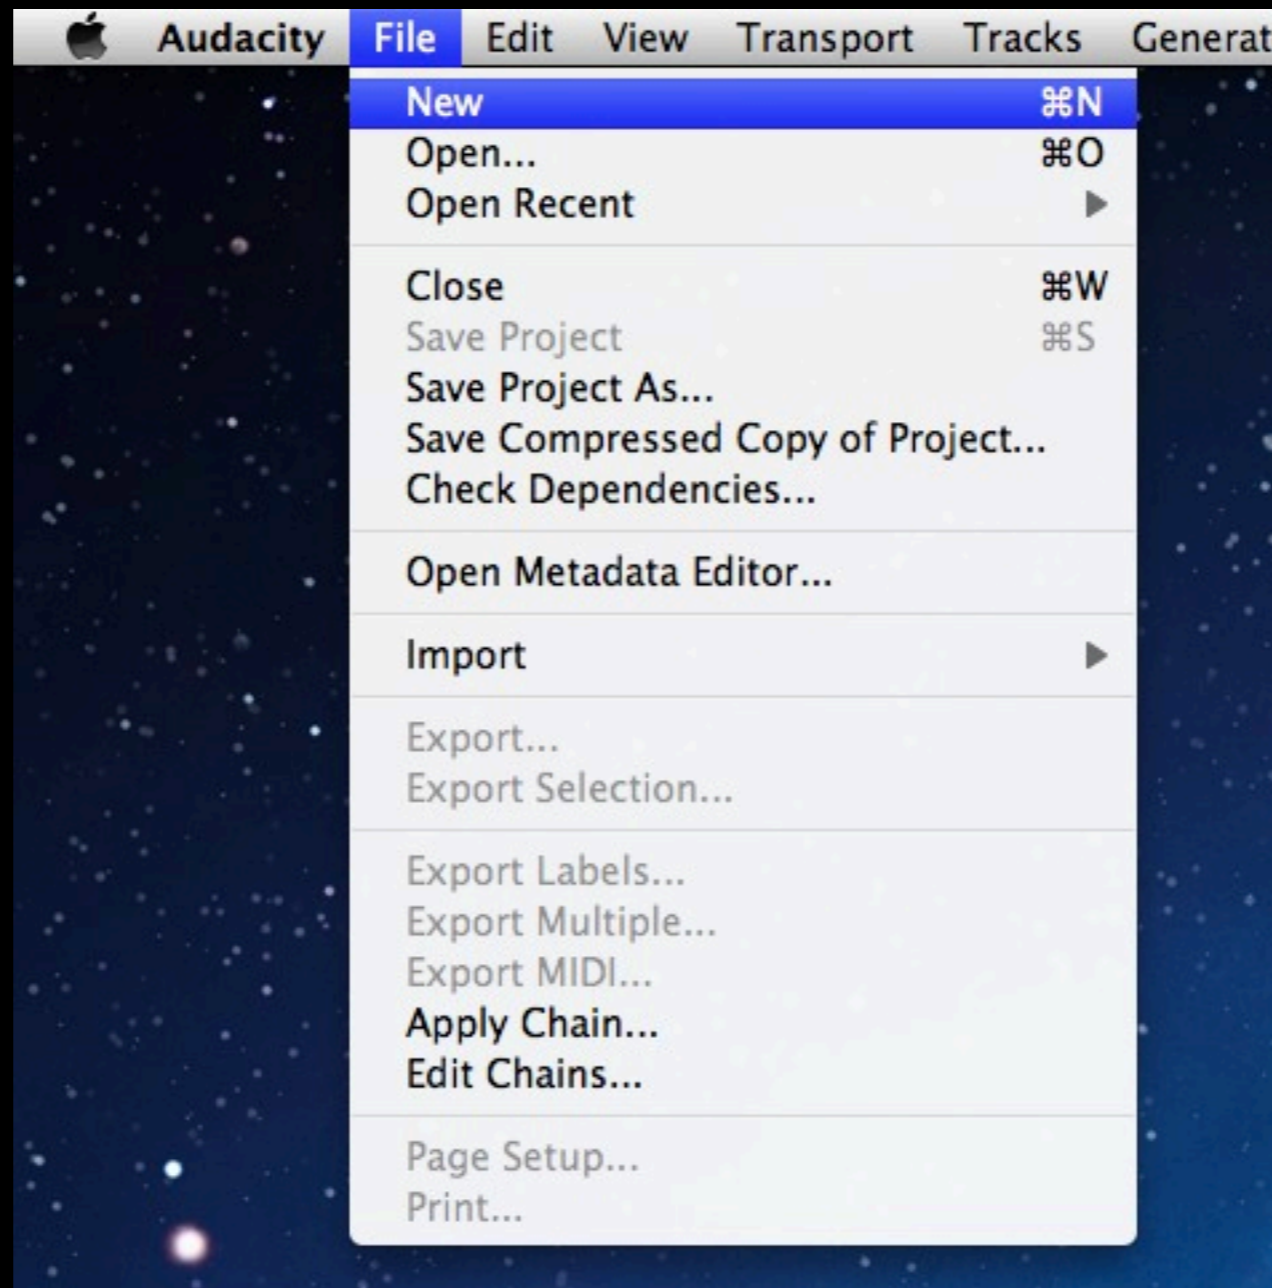 Audacity File Edit View Transport Tracks Generat
New ⌘N
Open... ⌘O
Open Recent
Close ⌘W
Save Project ⌘S
Save Project As...
Save Compressed Copy of Project...
Check Dependencies...
Open Metadata Editor...
Import
Export...
Export Selection...
Export Labels...
Export Multiple...
Export MIDI...
Apply Chain...
Edit Chains...
Page Setup...
Print...